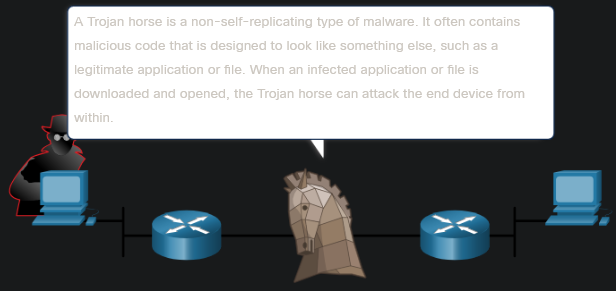 A Trojan horse is a non-self-replicating type of malware. It often contains
malicious code that is designed to look like something else, such as a
legitimate application or file. When an infected application or file is
downloaded and opened, the Trojan horse can attack the end device from
within.